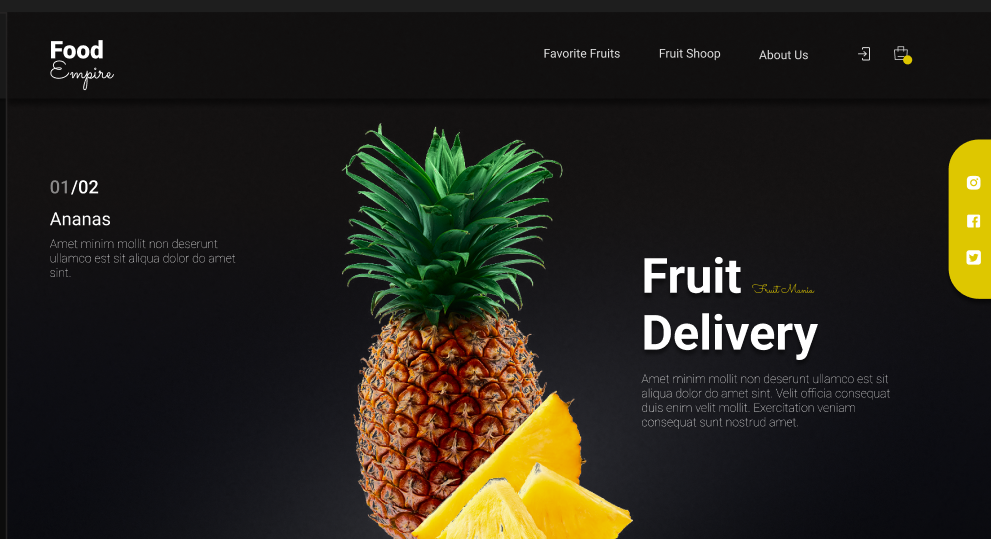 Food
Empire
Favorite Fruits
Fruit Shoop
About Us
01/02
Ananas
Amet minim mollit non deserunt
ullamco est sit aliqua dolor do amet
sint.
Fruit
Fruit Mania
Delivery
Amet minim mollit non deserunt ullamco est sit
aliqua dolor do amet sint. Velit officia consequat
duis enim velit mollit. Exercitation veniam
consequat sunt nostrud amet.